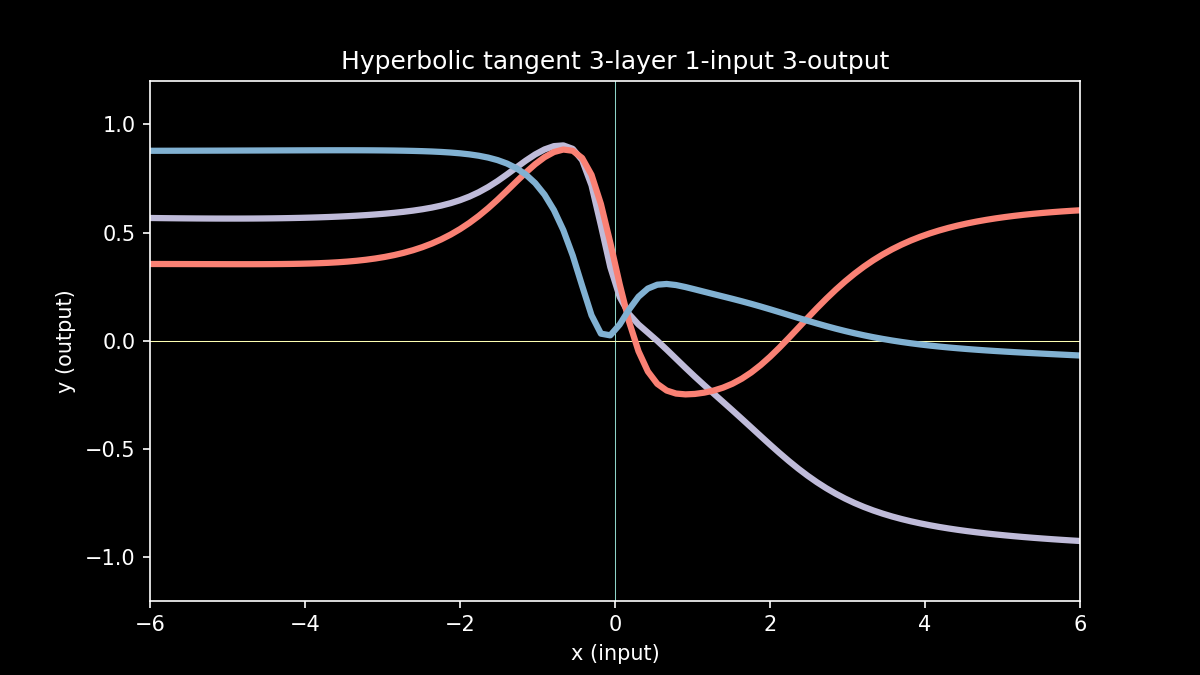 Hyperbolic tangent 3-layer 1-input 3-output
1.0
0.5
0.0
−0.5
−1.0
y (output)
−6 −4 −2 0 2 4 6
x (input)